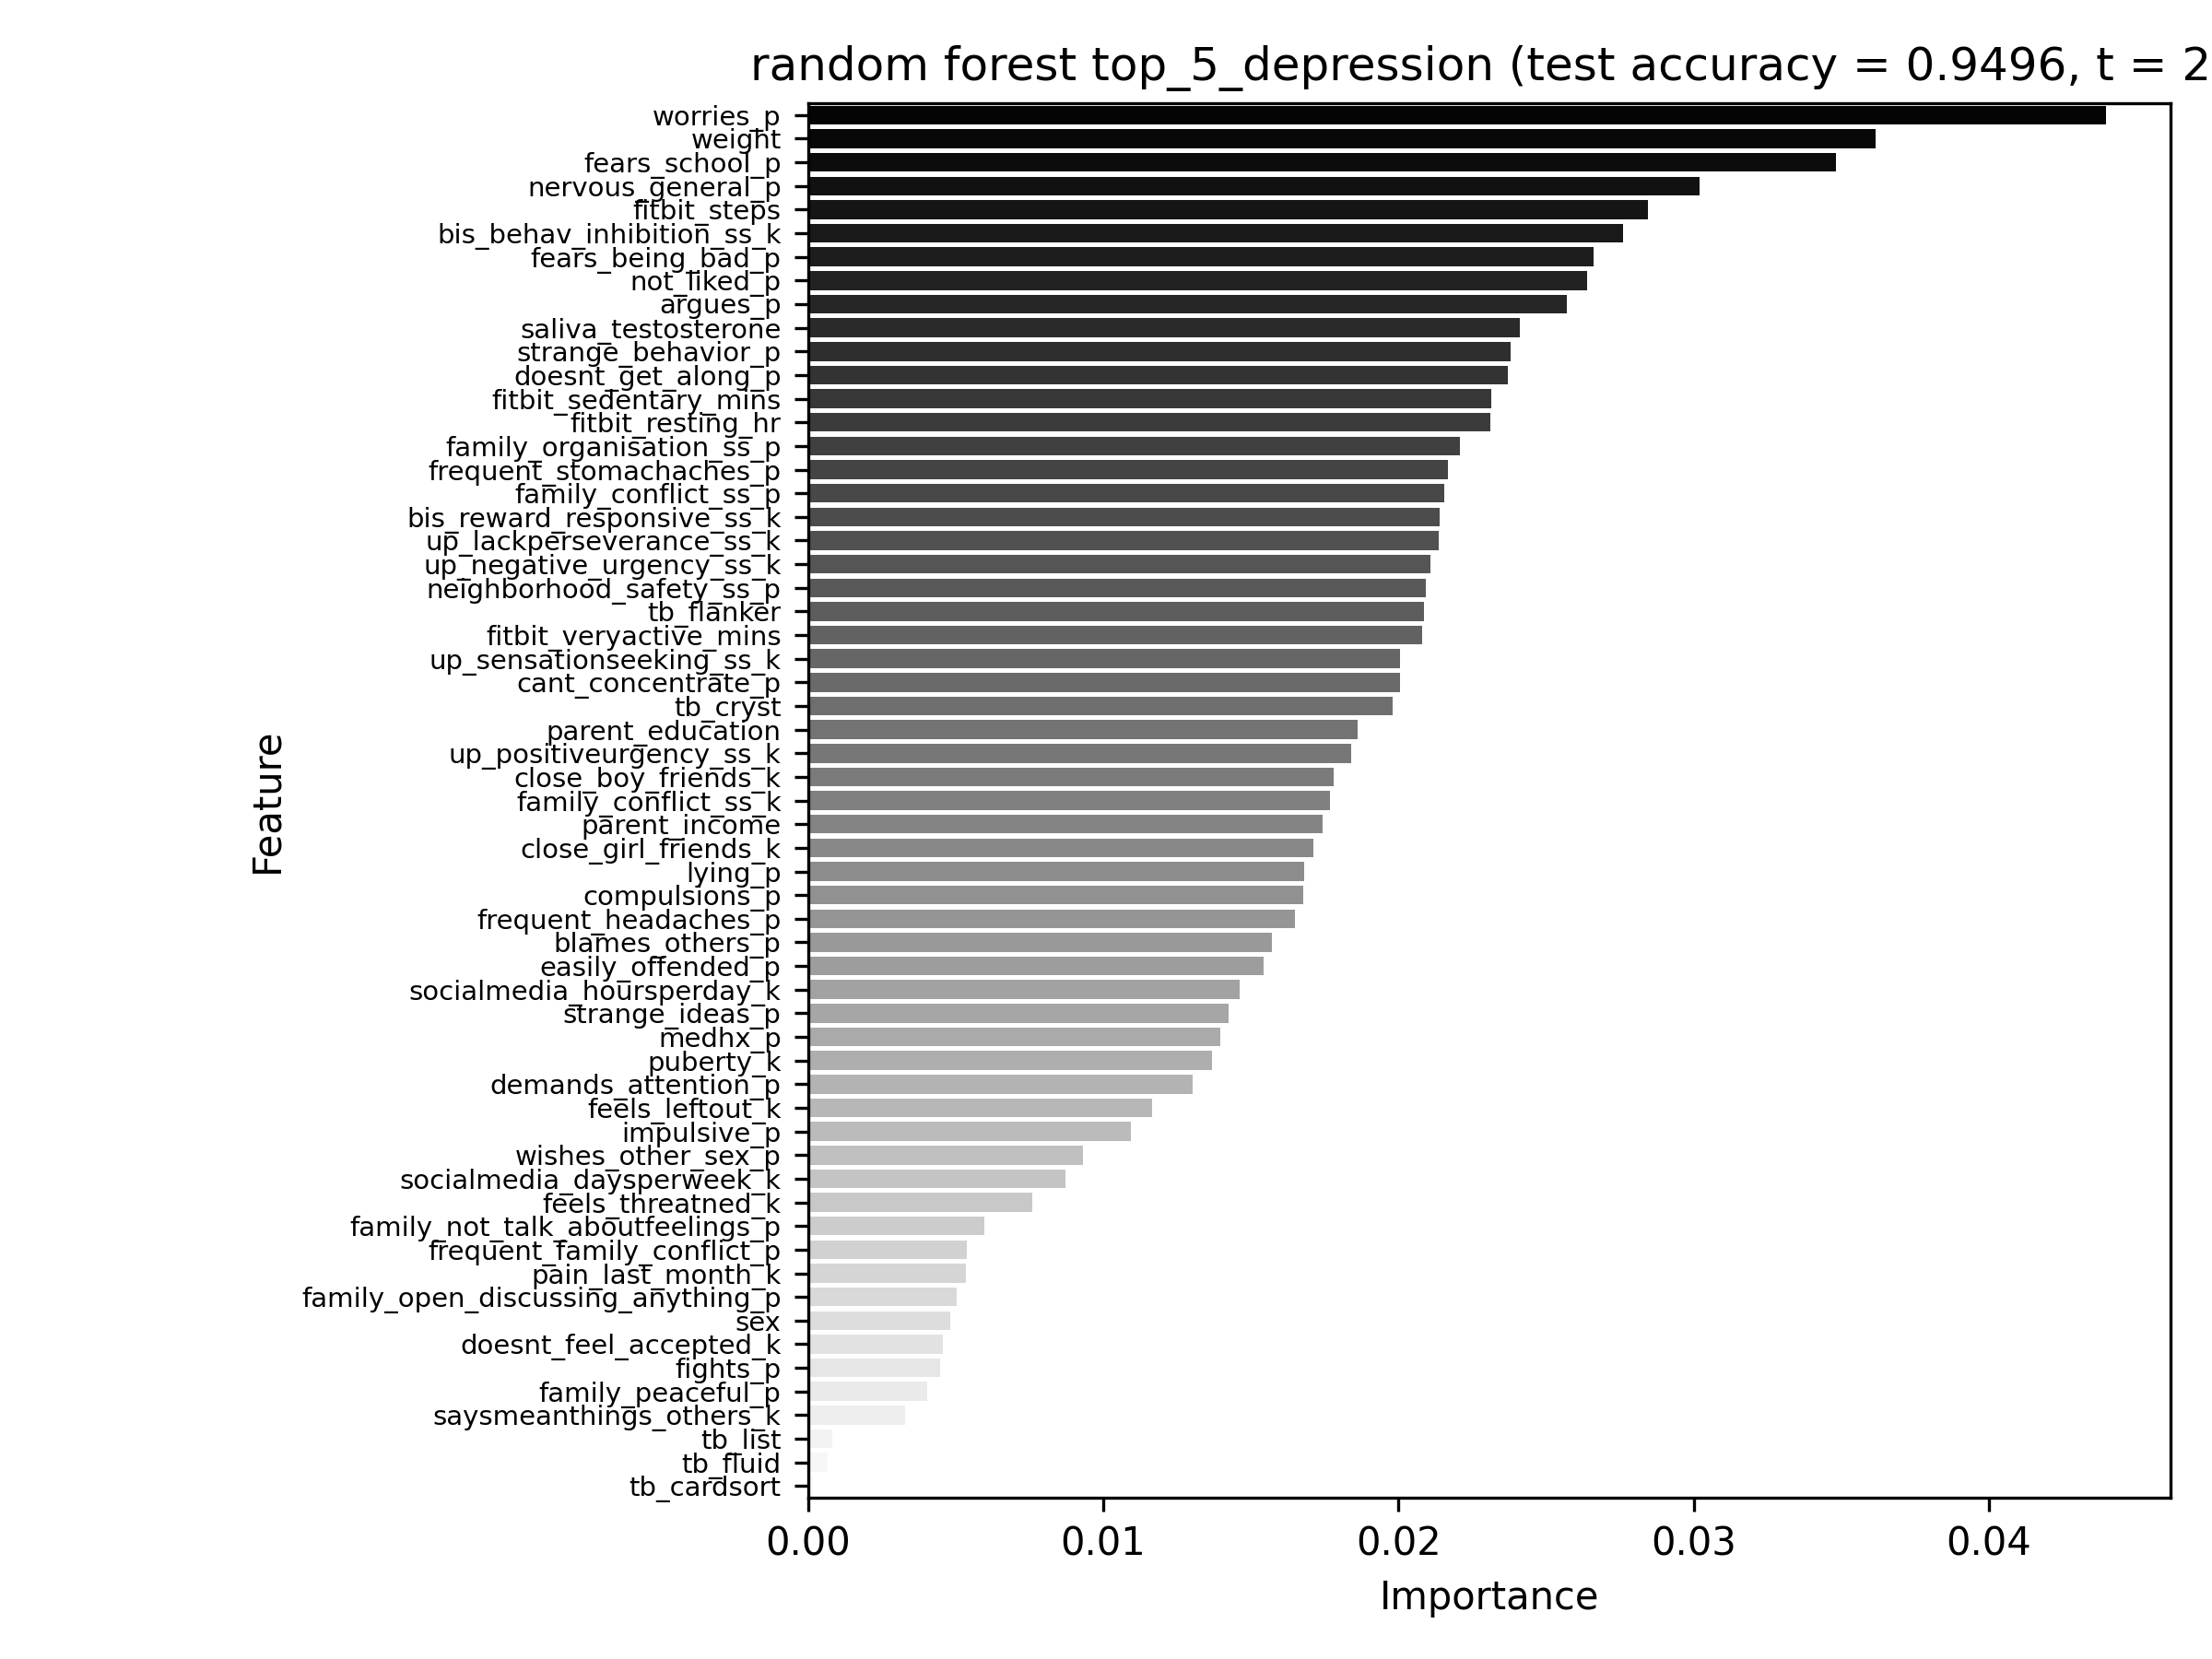 random forest top_5_depression (test accuracy = 0.9496, t = 2
worries_p
weight
fears_school_p
nervous_general_p
fitbit_steps
bis_behav_inhibition_ss_k
fears_being_bad_p
not_liked_p
argues_p
saliva_testosterone
strange_behavior_p
doesnt_get_along_p
fitbit_sedentary_mins
fitbit_resting_hr
family_organisation_ss_p
frequent_stomachaches_p
family_conflict_ss_p
bis_reward_responsive_ss_k
up_lackperseverance_ss_k
up_negative_urgency_ss_k
neighborhood_safety_ss_p
tb_flanker
fitbit_veryactive_mins
up_sensationseeking_ss_k
cant_concentrate_p
tb_cryst
parent_education
up_positiveurgency_ss_k
close_boy_friends_k
family_conflict_ss_k
parent_income
close_girl_friends_k
lying_p
compulsions_p
frequent_headaches_p
blames_others_p
easily_offended_p
socialmedia_hoursperday_k
strange_ideas_p
medhx_p
puberty_k
demands_attention_p
feels_leftout_k
impulsive_p
wishes_other_sex_p
socialmedia_daysperweek_k
feels_threatned_k
family_not_talk_aboutfeelings_p
frequent_family_conflict_p
pain_last_month_k
family_open_discussing_anything_p
sex
doesnt_feel_accepted_k
fights_p
family_peaceful_p
saysmeanthings_others_k
tb_list
tb_fluid
tb_cardsort
Feature
0.00 0.01 0.02 0.03 0.04
Importance